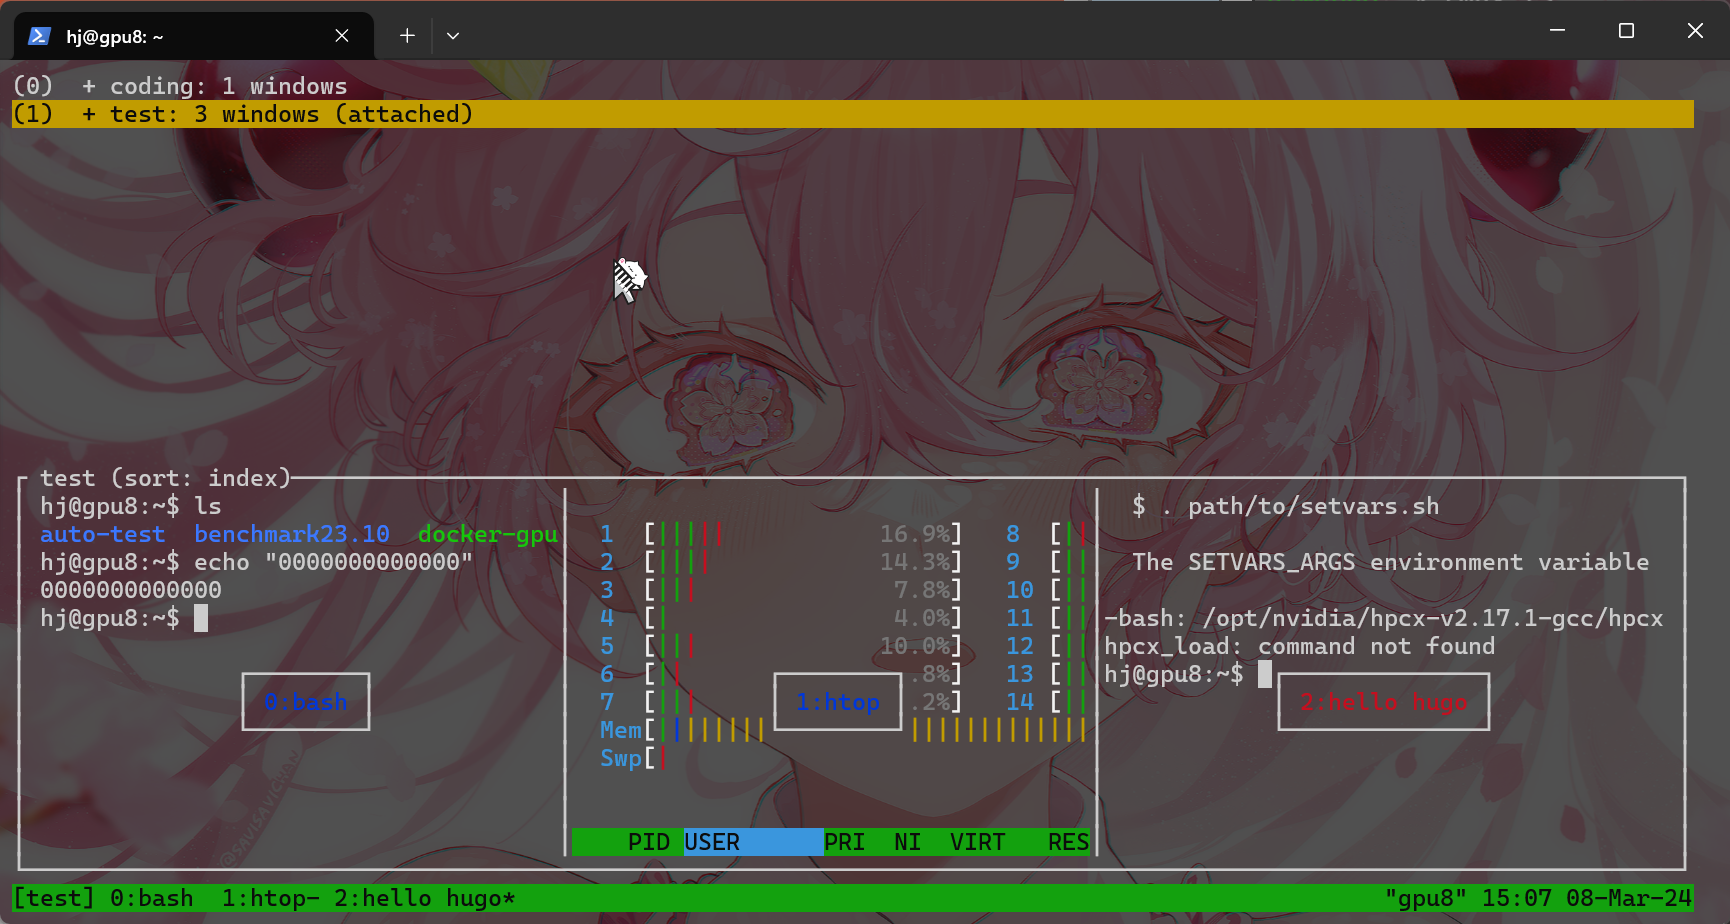 hj@gpu8: ~
(0)  + coding: 1 windows
(1)  + test: 3 windows (attached)
test (sort: index)
hj@gpu8:~$ ls
auto-test  benchmark23.10  docker-gpu
hj@gpu8:~$ echo "0000000000000"
0000000000000
hj@gpu8:~$
0:bash
1 [||||| 16.9%] 8 [||
2 [|||| 14.3%] 9 [||
3 [||| 7.8%] 10 [||
4 [| 4.0%] 11 [||
5 [||| 10.0%] 12 [||
6 [|| .8%] 13 [||
7 [||| .2%] 14 [||
1:htop
Mem[|||||||| |||||||||||||
Swp[|
PID USER PRI NI VIRT RES
$ . path/to/setvars.sh
The SETVARS_ARGS environment variable
-bash: /opt/nvidia/hpcx-v2.17.1-gcc/hpcx
hpcx_load: command not found
hj@gpu8:~$
2:hello hugo
@SAVISAVICHAN
[test] 0:bash  1:htop- 2:hello hugo* "gpu8" 15:07 08-Mar-24